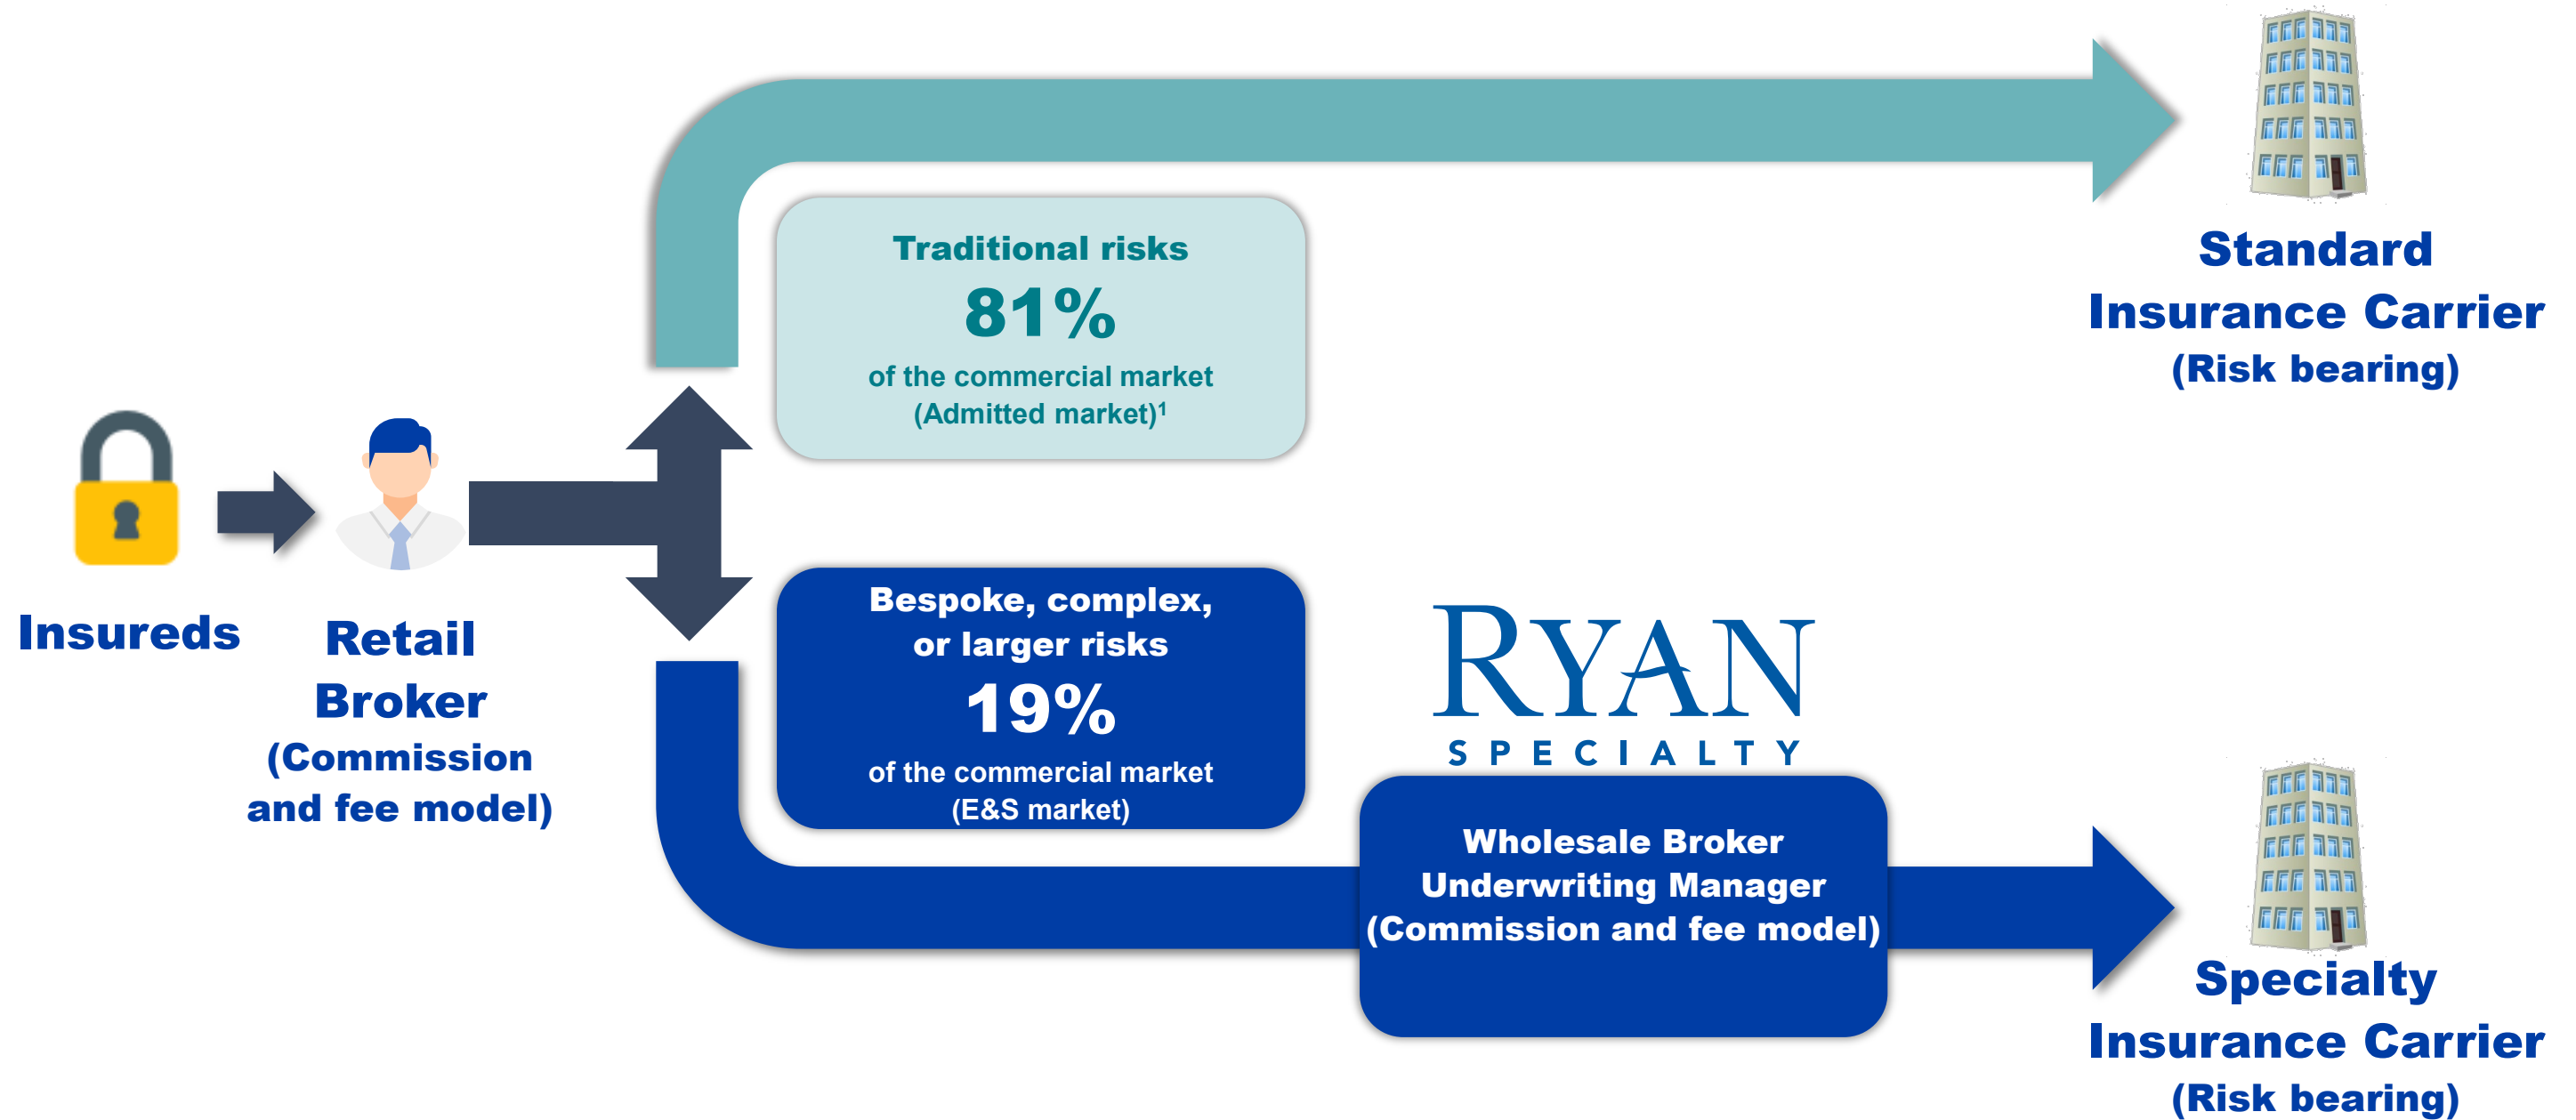 Traditional risks
81%
of the commercial market
(Admitted market)¹
Standard
Insurance Carrier
(Risk bearing)
Insureds
Retail
Broker
(Commission
and fee model)
Bespoke, complex,
or larger risks
19%
of the commercial market
(E&S market)
RYAN
SPECIALTY
Wholesale Broker
Underwriting Manager
(Commission and fee model)
Specialty
Insurance Carrier
(Risk bearing)